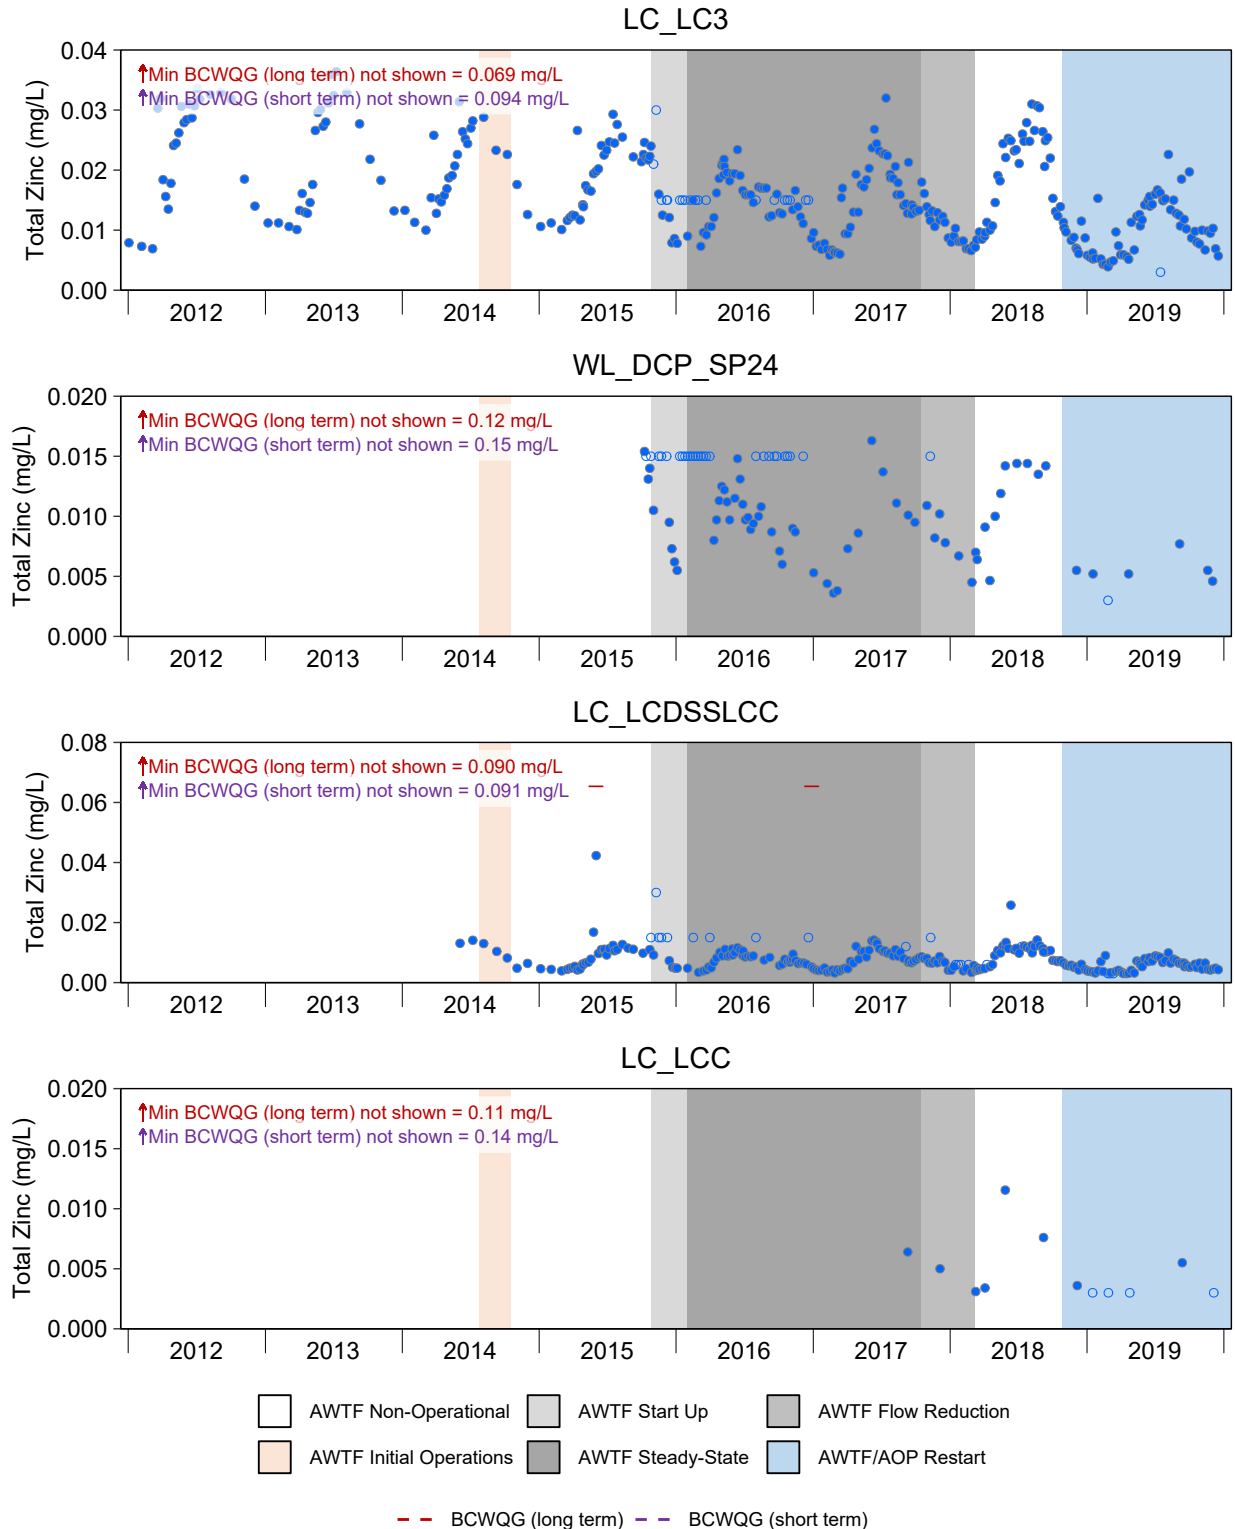 LC_LC3
Total Zinc (mg/L)
0.04
0.03
0.02
0.01
0.00
Min BCWQG (long term) not shown = 0.069 mg/L
Min BCWQG (short term) not shown = 0.094 mg/L
2012 2013 2014 2015 2016 2017 2018 2019
WL_DCP_SP24
Total Zinc (mg/L)
0.020
0.015
0.010
0.005
0.000
Min BCWQG (long term) not shown = 0.12 mg/L
Min BCWQG (short term) not shown = 0.15 mg/L
2012 2013 2014 2015 2016 2017 2018 2019
LC_LCDSSLCC
Total Zinc (mg/L)
0.08
0.06
0.04
0.02
0.00
Min BCWQG (long term) not shown = 0.090 mg/L
Min BCWQG (short term) not shown = 0.091 mg/L
2012 2013 2014 2015 2016 2017 2018 2019
LC_LCC
Total Zinc (mg/L)
0.020
0.015
0.010
0.005
0.000
Min BCWQG (long term) not shown = 0.11 mg/L
Min BCWQG (short term) not shown = 0.14 mg/L
2012 2013 2014 2015 2016 2017 2018 2019
AWTF Non-Operational AWTF Start Up AWTF Flow Reduction
AWTF Initial Operations AWTF Steady-State AWTF/AOP Restart
BCWQG (long term) BCWQG (short term)